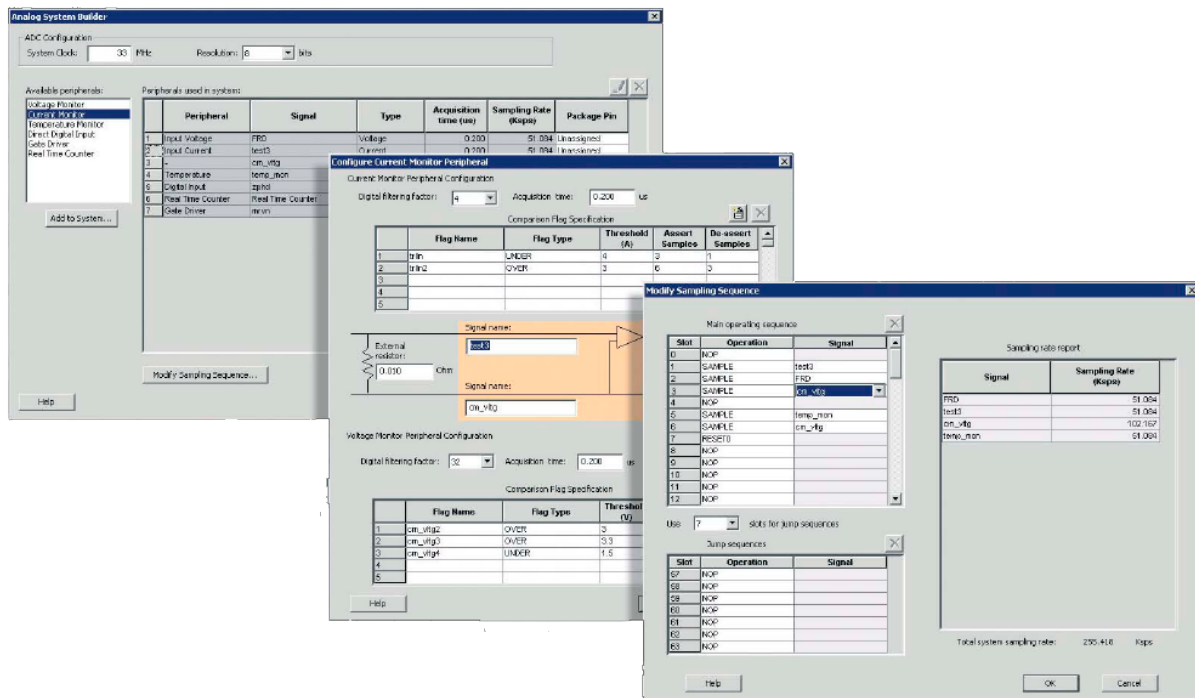 Analog System Builder
ADC Configuration
System Clock: 33 MHz Resolution: 8 bits
Available peripherals:
Voltage Monitor
Current Monitor
Temperature Monitor
Direct Digital Input
Gate Driver
Real Time Counter
Add to System...
Peripherals used in system:
Peripheral Signal Type Acquisition time (us) Sampling Rate (Ksps) Package Pin
1 Input Voltage FRD Voltage 0.200 51.084 Unassigned
2 Input Current test3 Current 0.200 51.084 Unassigned
3 - cm_vltg
4 Temperature temp_mon
5 Digital Input
6 Real Time Counter Real Time Counter
7 Gate Driver
Modify Sampling Sequence...
Help
Configure Current Monitor Peripheral
Current Monitor Peripheral Configuration
Digital filtering factor: 4 Acquisition time: 0.200 us
Comparison Flag Specification
Flag Name Flag Type Threshold (A) Assert Samples De-assert Samples
1 UNDER 4 3 1
2 OVER 3 6 3
3
4
5
External resistor:
0.010 Ohm
Signal name:
test3
Signal name:
cm_vltg
Voltage Monitor Peripheral Configuration
Digital filtering factor: 32 Acquisition time: 0.200 us
Comparison Flag Specification
Flag Name Flag Type Threshol (V)
1 cm_vltg2 OVER 3
2 cm_vltg3 OVER 3.3
3 cm_vltg4 UNDER 1.5
4
5
Help
Modify Sampling Sequence
Main operating sequence
Slot Operation Signal
0 NOP
1 SAMPLE test3
2 SAMPLE FRD
3 SAMPLE cm_vltg
4 NOP
5 SAMPLE temp_mon
6 SAMPLE cm_vltg
7 RESET0
8 NOP
9 NOP
10 NOP
11 NOP
12 NOP
Use 7 slots for jump sequences
Jump sequences
Slot Operation Signal
57 NOP
58 NOP
59 NOP
60 NOP
61 NOP
62 NOP
63 NOP
Sampling rate report
Signal Sampling Rate (Ksps)
FRD 51.084
test3 51.084
cm_vltg 102.167
temp_mon 51.084
Total system sampling rate: 255.418 Ksps
Help
OK
Cancel